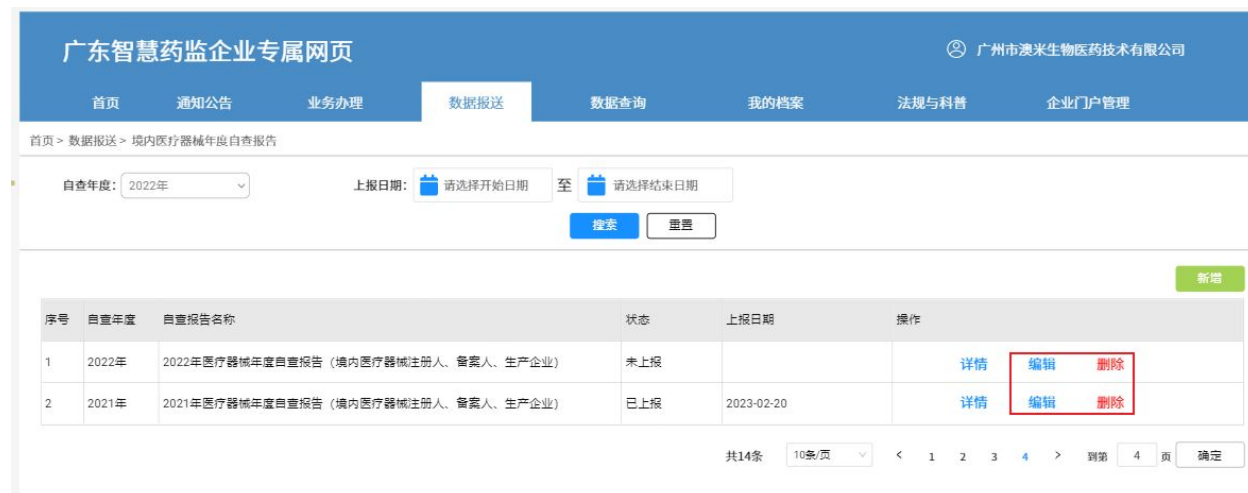 广东智慧药监企业专属网页 广州市澳米生物医药技术有限公司
首页 通知公告 业务办理 数据报送 数据查询 我的档案 法规与科普 企业门户管理
首页 > 数据报送 > 境内医疗器械年度自查报告
自查年度: 2022年 上报日期: 请选择开始日期 至 请选择结束日期
搜索 重置
新增
序号 自查年度 自查报告名称 状态 上报日期 操作
1 2022年 2022年医疗器械年度自查报告（境内医疗器械注册人、备案人、生产企业） 未上报 详情 编辑 删除
2 2021年 2021年医疗器械年度自查报告（境内医疗器械注册人、备案人、生产企业） 已上报 2023-02-20 详情 编辑 删除
共14条 10条/页 < 1 2 3 4 > 到第 4 页 确定